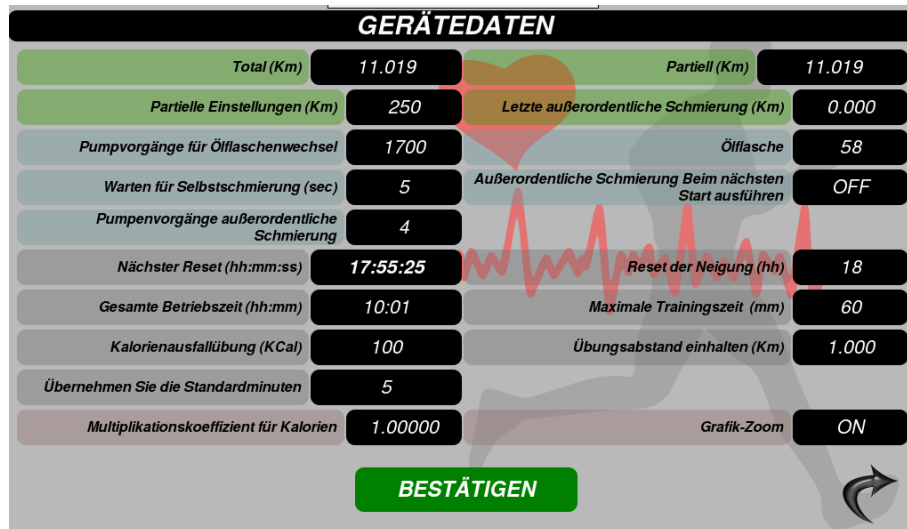 GERÄTEDATEN
Total (Km) 11.019 Partiell (Km) 11.019
Partielle Einstellungen (Km) 250 Letzte außerordentliche Schmierung (Km) 0.000
Pumpvorgänge für Ölflaschenwechsel 1700 Ölflasche 58
Warten für Selbstschmierung (sec) 5 Außerordentliche Schmierung Beim nächsten
Start ausführen OFF
Pumpenvorgänge außerordentliche
Schmierung 4
Nächster Reset (hh:mm:ss) 17:55:25 Reset der Neigung (hh) 18
Gesamte Betriebszeit (hh:mm) 10:01 Maximale Trainingszeit (mm) 60
Kalorienausfallübung (KCal) 100 Übungsabstand einhalten (Km) 1.000
Übernehmen Sie die Standardminuten 5
Multiplikationskoeffizient für Kalorien 1.00000 Grafik-Zoom ON
BESTÄTIGEN